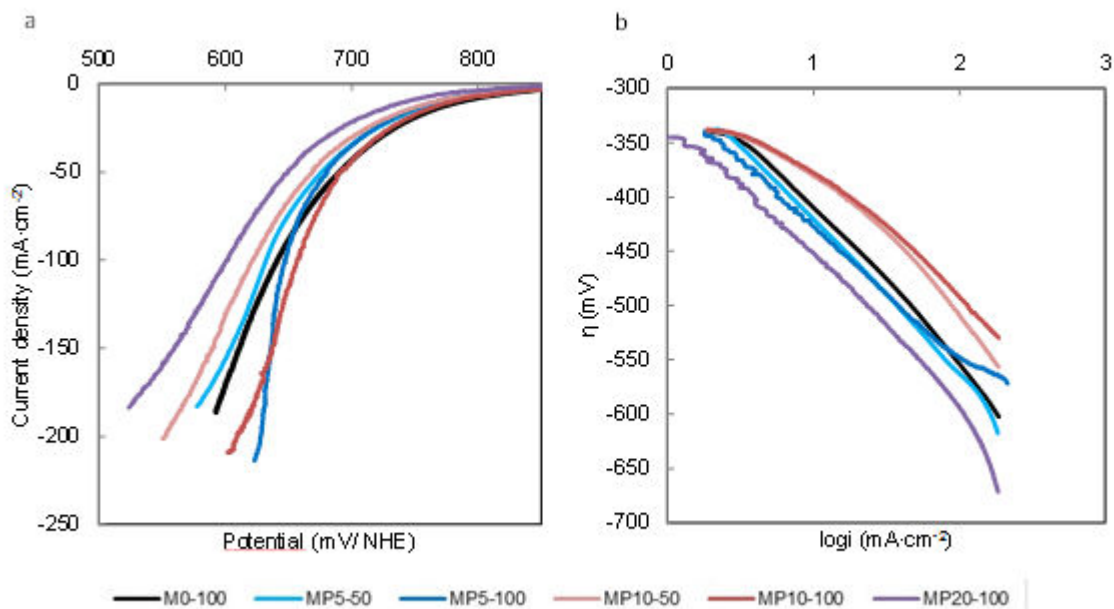 a
500 600 700 800
0
-50
-100
-150
-200
-250
Current density (mA·cm⁻²)
Potential (mV/ NHE)
b
0 1 2 3
-300
-350
-400
-450
-500
-550
-600
-650
-700
η (mV)
logi (mA·cm⁻²)
M0-100 MP5-50 MP5-100 MP10-50 MP10-100 MP20-100